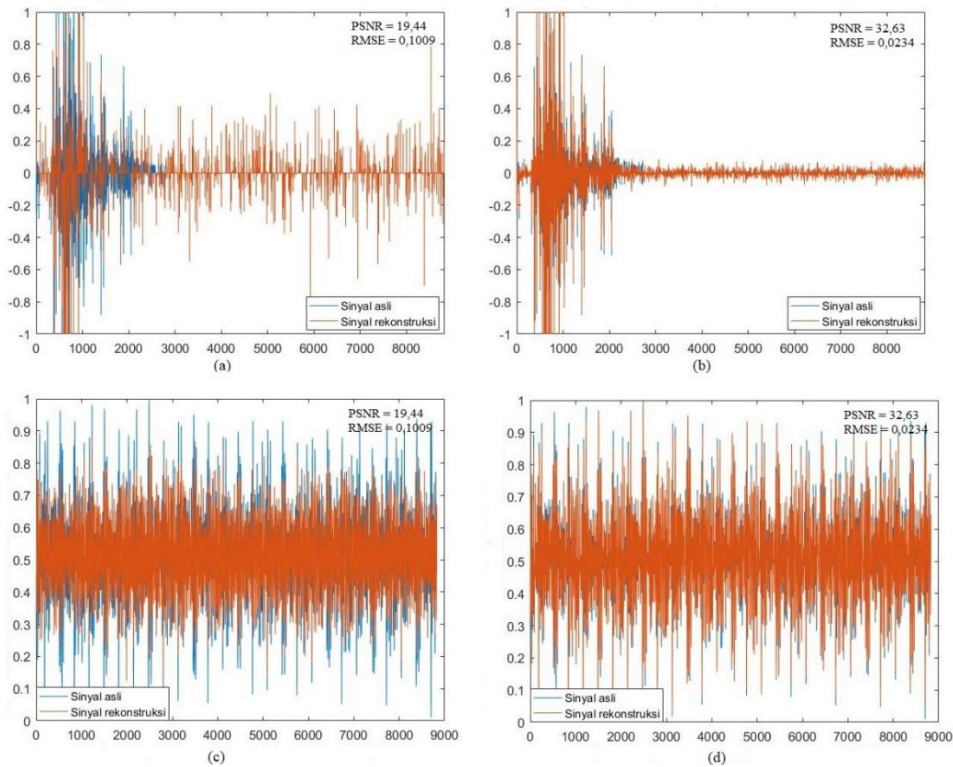 PSNR = 19,44
RMSE = 0,1009
1
0.8
0.6
0.4
0.2
0
-0.2
-0.4
-0.6
-0.8
-1
Sinyal asli
Sinyal rekonstruksi
0 1000 2000 3000 4000 5000 6000 7000 8000
(a)
PSNR = 32,63
RMSE = 0,0234
1
0.8
0.6
0.4
0.2
0
-0.2
-0.4
-0.6
-0.8
-1
Sinyal asli
Sinyal rekonstruksi
0 1000 2000 3000 4000 5000 6000 7000 8000
(b)
PSNR = 19,44
RMSE = 0,1009
1
0.9
0.8
0.7
0.6
0.5
0.4
0.3
0.2
0.1
0
Sinyal asli
Sinyal rekonstruksi
0 1000 2000 3000 4000 5000 6000 7000 8000 9000
(c)
PSNR = 32,63
RMSE = 0,0234
1
0.9
0.8
0.7
0.6
0.5
0.4
0.3
0.2
0.1
0
Sinyal asli
Sinyal rekonstruksi
0 1000 2000 3000 4000 5000 6000 7000 8000 9000
(d)